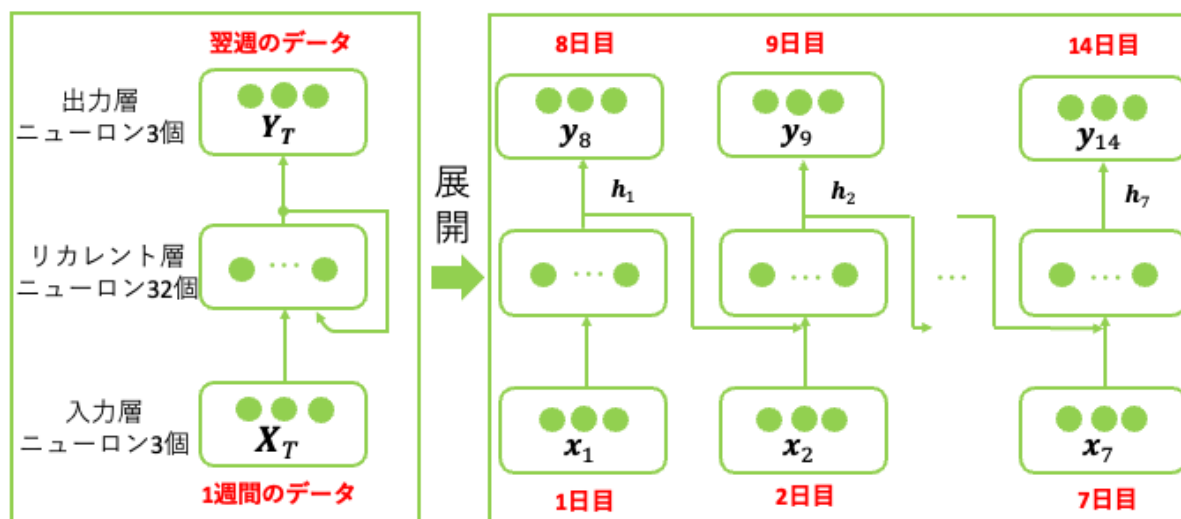 翌週のデータ
出力層
ニューロン3個
Y_T
リカレント層
ニューロン32個
…
入力層
ニューロン3個
X_T
1週間のデータ
展
開
8日目
9日目
14日目
y_8
y_9
y_14
h_1
h_2
h_7
…
…
…
…
x_1
x_2
x_7
1日目
2日目
7日目